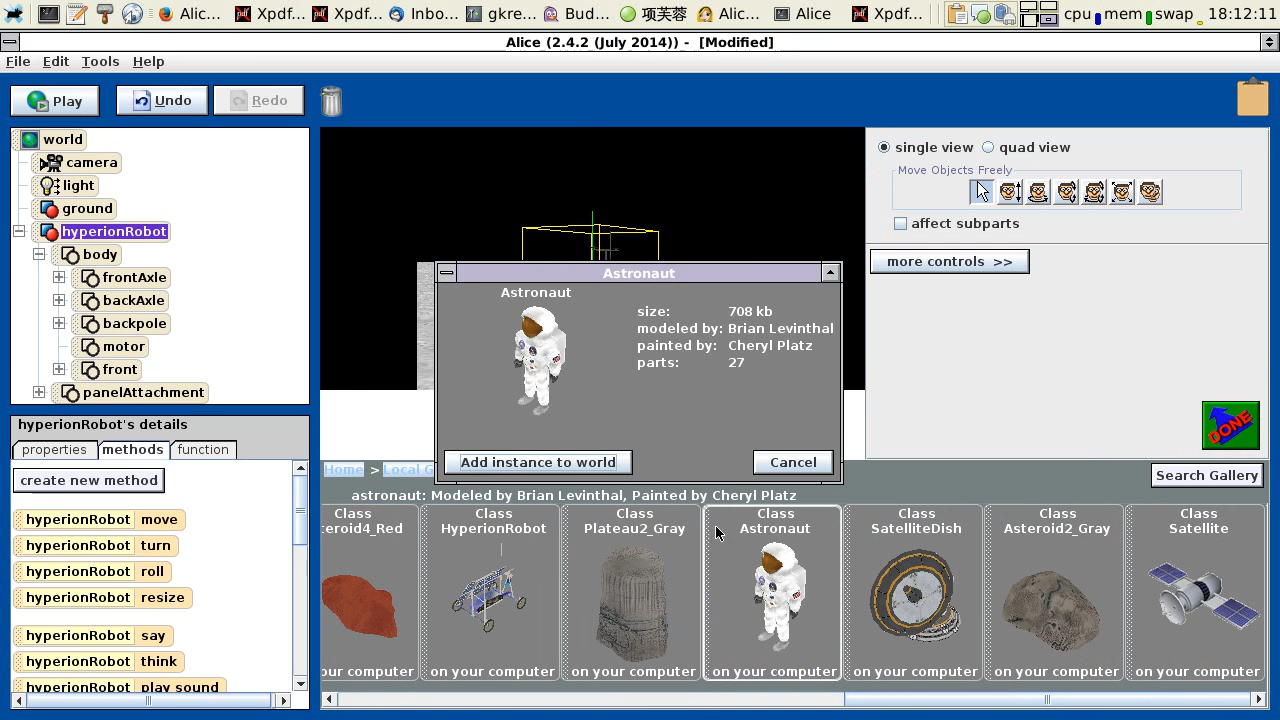 Alic...
Xpdf...
Xpdf...
Inbo...
gkre...
Bud...
项芙蓉
Alic...
Alice
Xpdf...
cpu mem swap 18:12:11
Alice (2.4.2 (July 2014)) - [Modified]
File Edit Tools Help
Play Undo Redo
world
camera
light
ground
hyperionRobot
body
frontAxle
backAxle
backpole
motor
front
panelAttachment
single view quad view
Move Objects Freely
affect subparts
more controls >>
DONE
Astronaut
Astronaut
size: 708 kb
modeled by: Brian Levinthal
painted by: Cheryl Platz
parts: 27
Add instance to world Cancel
hyperionRobot's details
properties methods function
create new method
hyperionRobot move
hyperionRobot turn
hyperionRobot roll
hyperionRobot resize
hyperionRobot say
hyperionRobot think
hyperionRobot play sound
Home > Local G
Search Gallery
astronaut: Modeled by Brian Levinthal, Painted by Cheryl Platz
Class
teroid4_Red
our computer
Class
HyperionRobot
on your computer
Class
Plateau2_Gray
on your computer
Class
Astronaut
on your computer
Class
SatelliteDish
on your computer
Class
Asteroid2_Gray
on your computer
Class
Satellite
on your computer